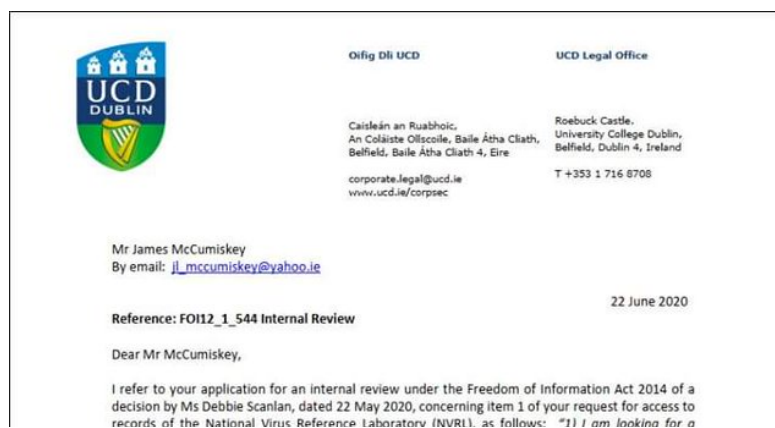 UCD
DUBLIN
Oifig Dlí UCD
UCD Legal Office
Caisleán an Ruabhoic,
An Coláiste Ollscoile, Baile Átha Cliath,
Belfield, Baile Átha Cliath 4, Eire
corporate.legal@ucd.ie
www.ucd.ie/corpsec
Roebuck Castle.
University College Dublin,
Belfield, Dublin 4, Ireland
T +353 1 716 8708
Mr James McCumiskey
By email: jl_mccumiskey@yahoo.ie
22 June 2020
Reference: FOI12_1_544 Internal Review
Dear Mr McCumiskey,
I refer to your application for an internal review under the Freedom of Information Act 2014 of a
decision by Ms Debbie Scanlan, dated 22 May 2020, concerning item 1 of your request for access to
records of the National Virus Reference Laboratory (NVRL), as follows: "1) I am looking for a